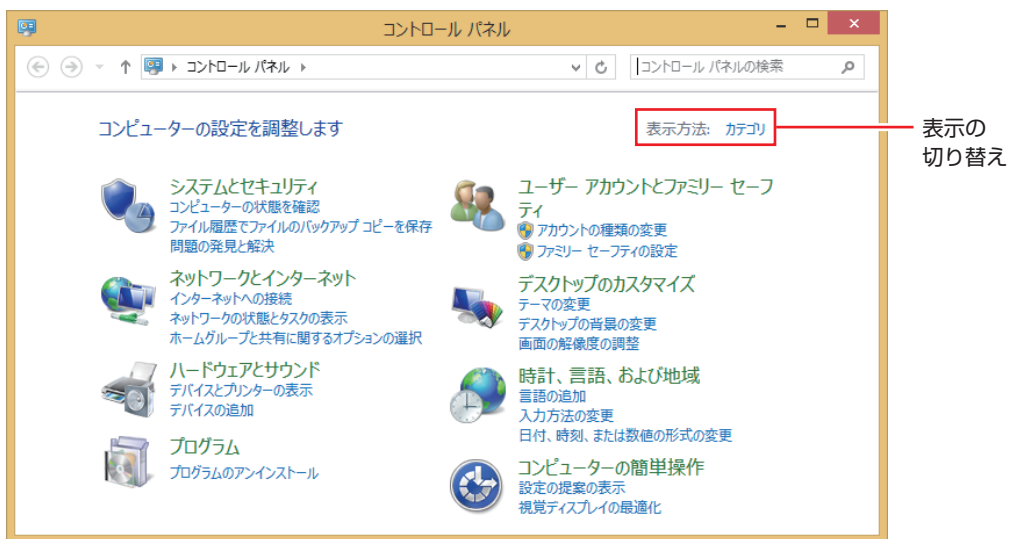 コントロール パネル
コントロール パネル
コントロール パネルの検索
コンピューターの設定を調整します
表示方法: カテゴリ
表示の
切り替え
システムとセキュリティ
コンピューターの状態を確認
ファイル履歴でファイルのバックアップ コピーを保存
問題の発見と解決
ネットワークとインターネット
インターネットへの接続
ネットワークの状態とタスクの表示
ホームグループと共有に関するオプションの選択
ハードウェアとサウンド
デバイスとプリンターの表示
デバイスの追加
プログラム
プログラムのアンインストール
ユーザー アカウントとファミリー セーフ
ティ
アカウントの種類の変更
ファミリー セーフティの設定
デスクトップのカスタマイズ
テーマの変更
デスクトップの背景の変更
画面の解像度の調整
時計、言語、および地域
言語の追加
入力方法の変更
日付、時刻、または数値の形式の変更
コンピューターの簡単操作
設定の提案の表示
視覚ディスプレイの最適化